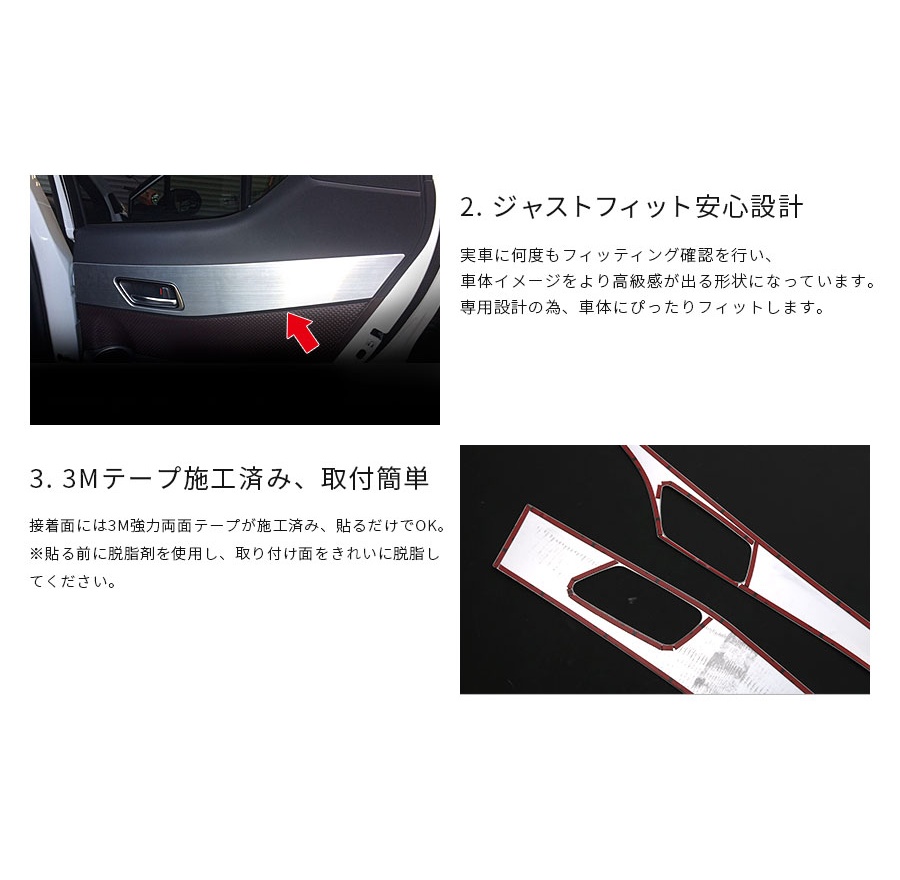 2. ジャストフィット安心設計
実車に何度もフィッティング確認を行い、
車体イメージをより高級感が出る形状になっています。
専用設計の為、車体にぴったりフィットします。
3. 3Mテープ施工済み、取付簡単
接着面には3M強力両面テープが施工済み、貼るだけでOK。
※貼る前に脱脂剤を使用し、取り付け面をきれいに脱脂し
てください。